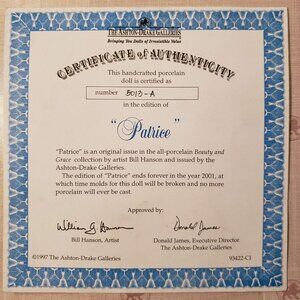 THE ASHTON-DRAKE GALLERIES
Bringing You Dolls of Irresistible Value
CERTIFICATE of AUTHENTICITY
This handcrafted porcelain
doll is certified as
number 5013-A
in the edition of
"Patrice"
"Patrice" is an original issue in the all-porcelain Beauty and
Grace collection by artist Bill Hanson and issued by the
Ashton-Drake Galleries.
The edition of "Patrice" ends forever in the year 2001, at
which time molds for this doll will be broken and no more
porcelain will ever be cast.
Approved by:
William G Hanson Donald James
Bill Hanson, Artist Donald James, Executive Director
The Ashton-Drake Galleries
©1997 The Ashton-Drake Galleries 93422-CI